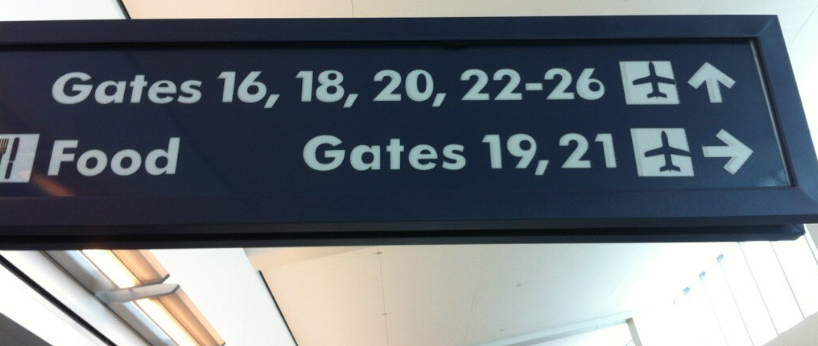 Gates 16, 18, 20, 22-26
Food Gates 19, 21